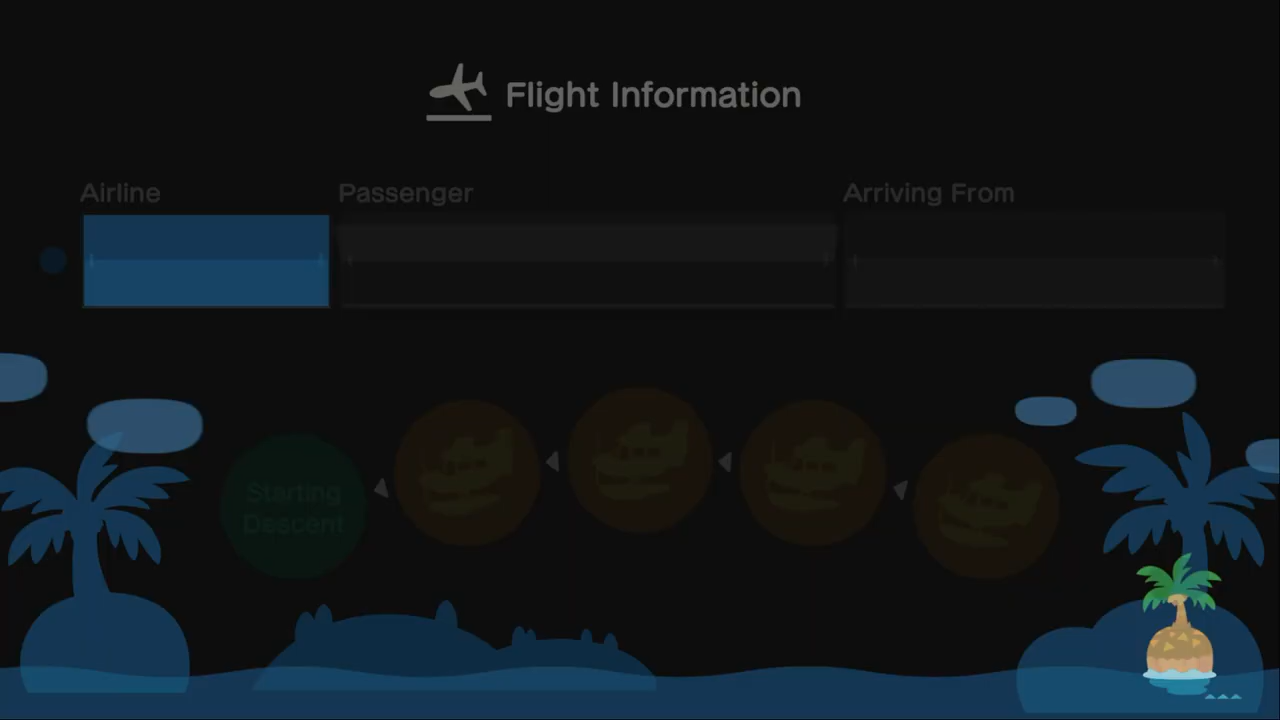 Flight Information
Airline
Passenger
Arriving From
Starting
Descent